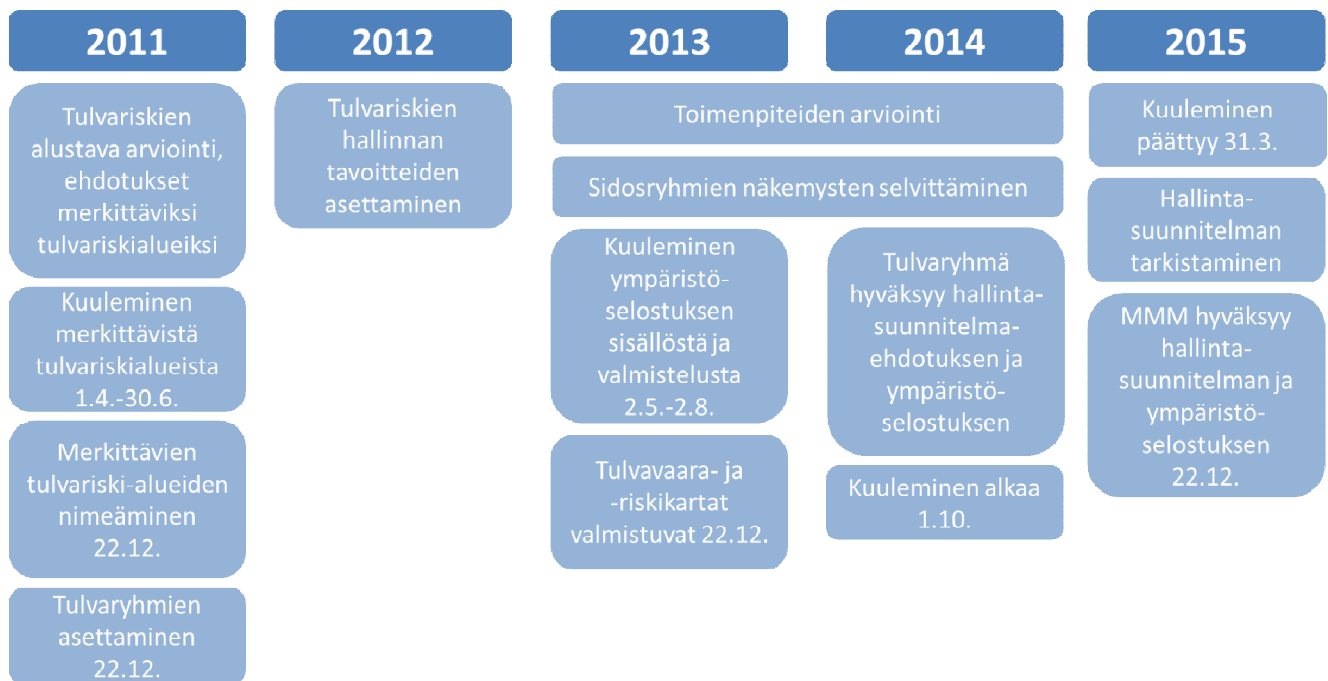 2011
Tulvariskien
alustava arviointi,
ehdotukset
merkittäviksi
tulvariskialueiksi
Kuuleminen
merkittävistä
tulvariskialueista
1.4.-30.6.
Merkittävien
tulvariski-alueiden
nimeäminen
22.12.
Tulvaryhmien
asettaminen
22.12.
2012
Tulvariskien
hallinnan
tavoitteiden
asettaminen
2013
2014
Toimenpiteiden arviointi
Sidosryhmien näkemysten selvittäminen
Kuuleminen
ympäristö-
selostuksen
sisällöstä ja
valmistelusta
2.5.-2.8.
Tulvavaara- ja
-riskikartat
valmistuvat 22.12.
Tulvaryhmä
hyväksyy hallinta-
suunnitelma-
ehdotuksen ja
ympäristö-
selostuksen
Kuuleminen alkaa
1.10.
2015
Kuuleminen
päättyy 31.3.
Hallinta-
suunnitelman
tarkistaminen
MMM hyväksyy
hallinta-
suunnitelman ja
ympäristö-
selostuksen
22.12.